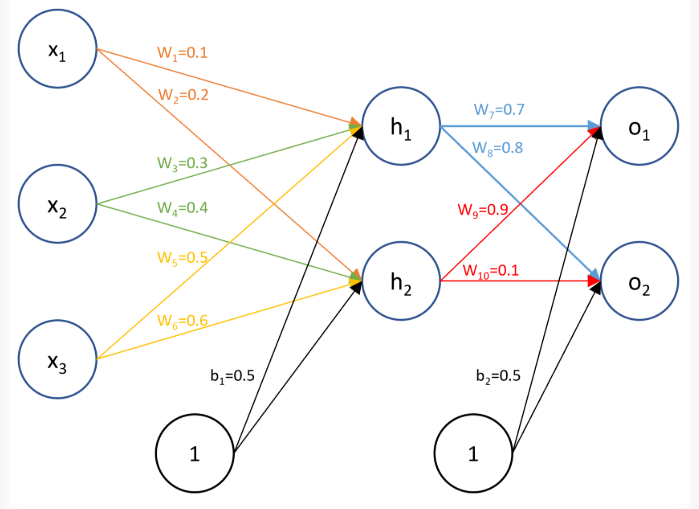 x₁
W₁=0.1
W₂=0.2
h₁
W₇=0.7
o₁
W₈=0.8
W₃=0.3
x₂
W₄=0.4
W₉=0.9
W₅=0.5
W₁₀=0.1
h₂
o₂
W₆=0.6
x₃
b₁=0.5
b₂=0.5
1
1